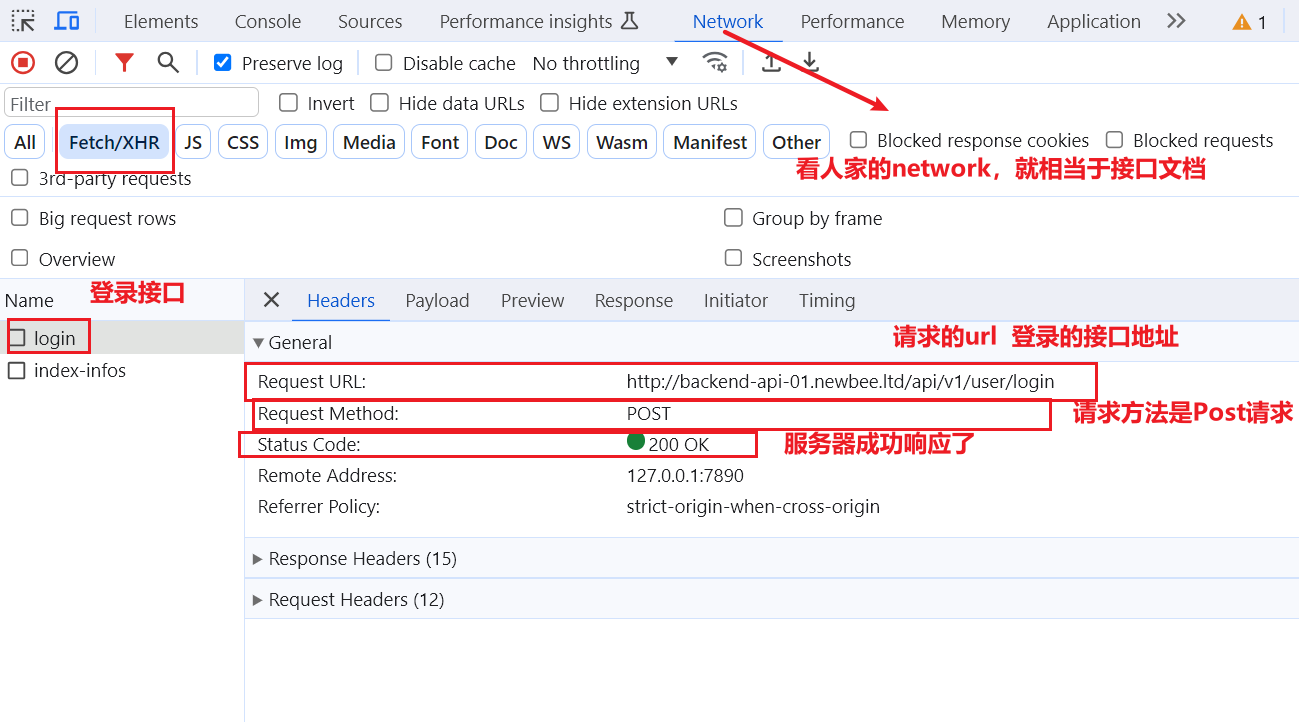 Elements Console Sources Performance insights Network Performance Memory Application 1
Preserve log Disable cache No throttling
Filter Invert Hide data URLs Hide extension URLs
All Fetch/XHR JS CSS Img Media Font Doc WS Wasm Manifest Other Blocked response cookies Blocked requests
看人家的network，就相当于接口文档
3rd-party requests
Big request rows Group by frame
Overview Screenshots
Name 登录接口 Headers Payload Preview Response Initiator Timing
login General 请求的url 登录的接口地址
index-infos
Request URL: http://backend-api-01.newbee.ltd/api/v1/user/login
Request Method: POST 请求方法是Post请求
Status Code: 200 OK 服务器成功响应了
Remote Address: 127.0.0.1:7890
Referrer Policy: strict-origin-when-cross-origin
Response Headers (15)
Request Headers (12)